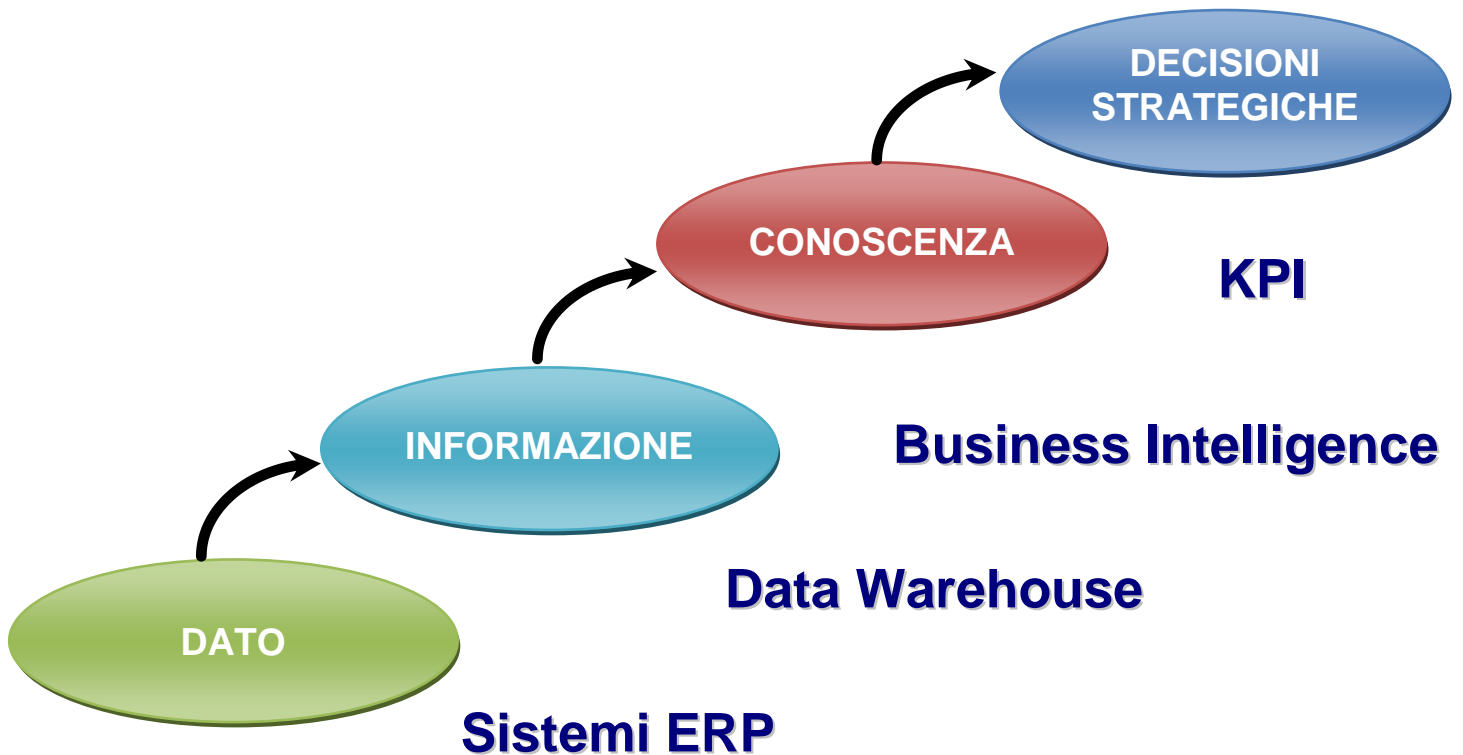 DECISIONI
STRATEGICHE
CONOSCENZA
KPI
INFORMAZIONE
Business Intelligence
Data Warehouse
DATO
Sistemi ERP